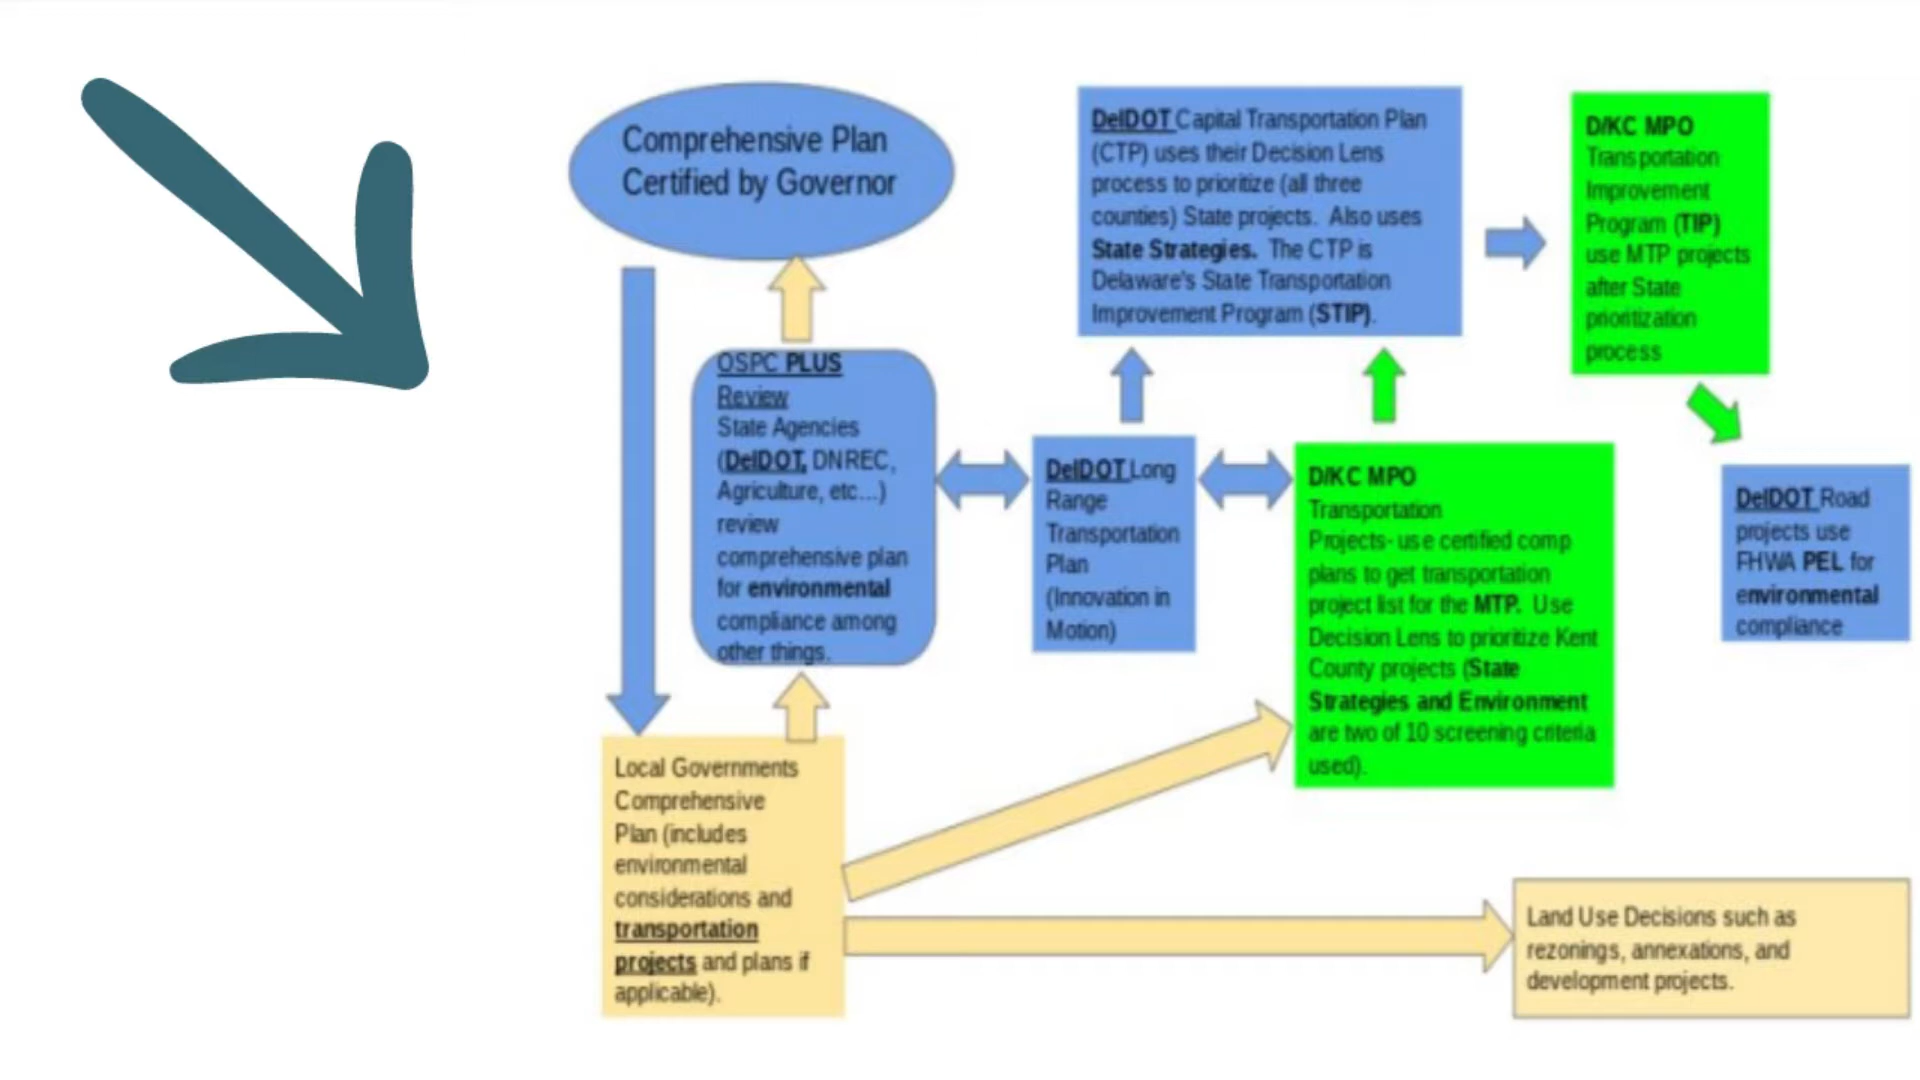 Comprehensive Plan
Certified by Governor
DelDOT Capital Transportation Plan
(CTP) uses their Decision Lens
process to prioritize (all three
counties) State projects. Also uses
State Strategies. The CTP is
Delaware's State Transportation
Improvement Program (STIP).
D/KC MPO
Transportation
Improvement
Program (TIP)
use MTP projects
after State
prioritization
process
OSPC PLUS
Review
State Agencies
(DelDOT, DNREC,
Agriculture, etc...)
review
comprehensive plan
for environmental
compliance among
other things.
DelDOT Long
Range
Transportation
Plan
(Innovation in
Motion)
D/KC MPO
Transportation
Projects- use certified comp
plans to get transportation
project list for the MTP. Use
Decision Lens to prioritize Kent
County projects (State
Strategies and Environment
are two of 10 screening criteria
used).
DelDOT Road
projects use
FHWA PEL for
environmental
compliance
Local Governments
Comprehensive
Plan (includes
environmental
considerations and
transportation
projects and plans if
applicable).
Land Use Decisions such as
rezonings, annexations, and
development projects.